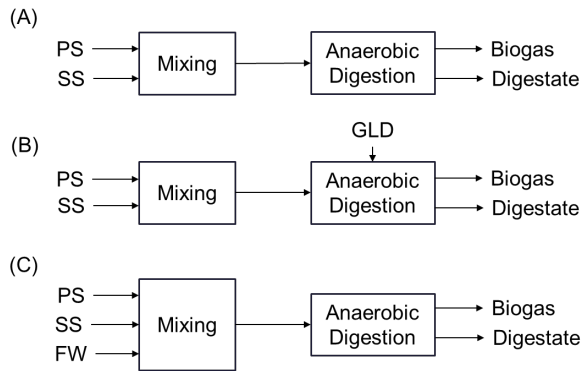 (A)
PS
SS
Mixing
Anaerobic
Digestion
Biogas
Digestate
(B)
GLD
PS
SS
Mixing
Anaerobic
Digestion
Biogas
Digestate
(C)
PS
SS
FW
Mixing
Anaerobic
Digestion
Biogas
Digestate